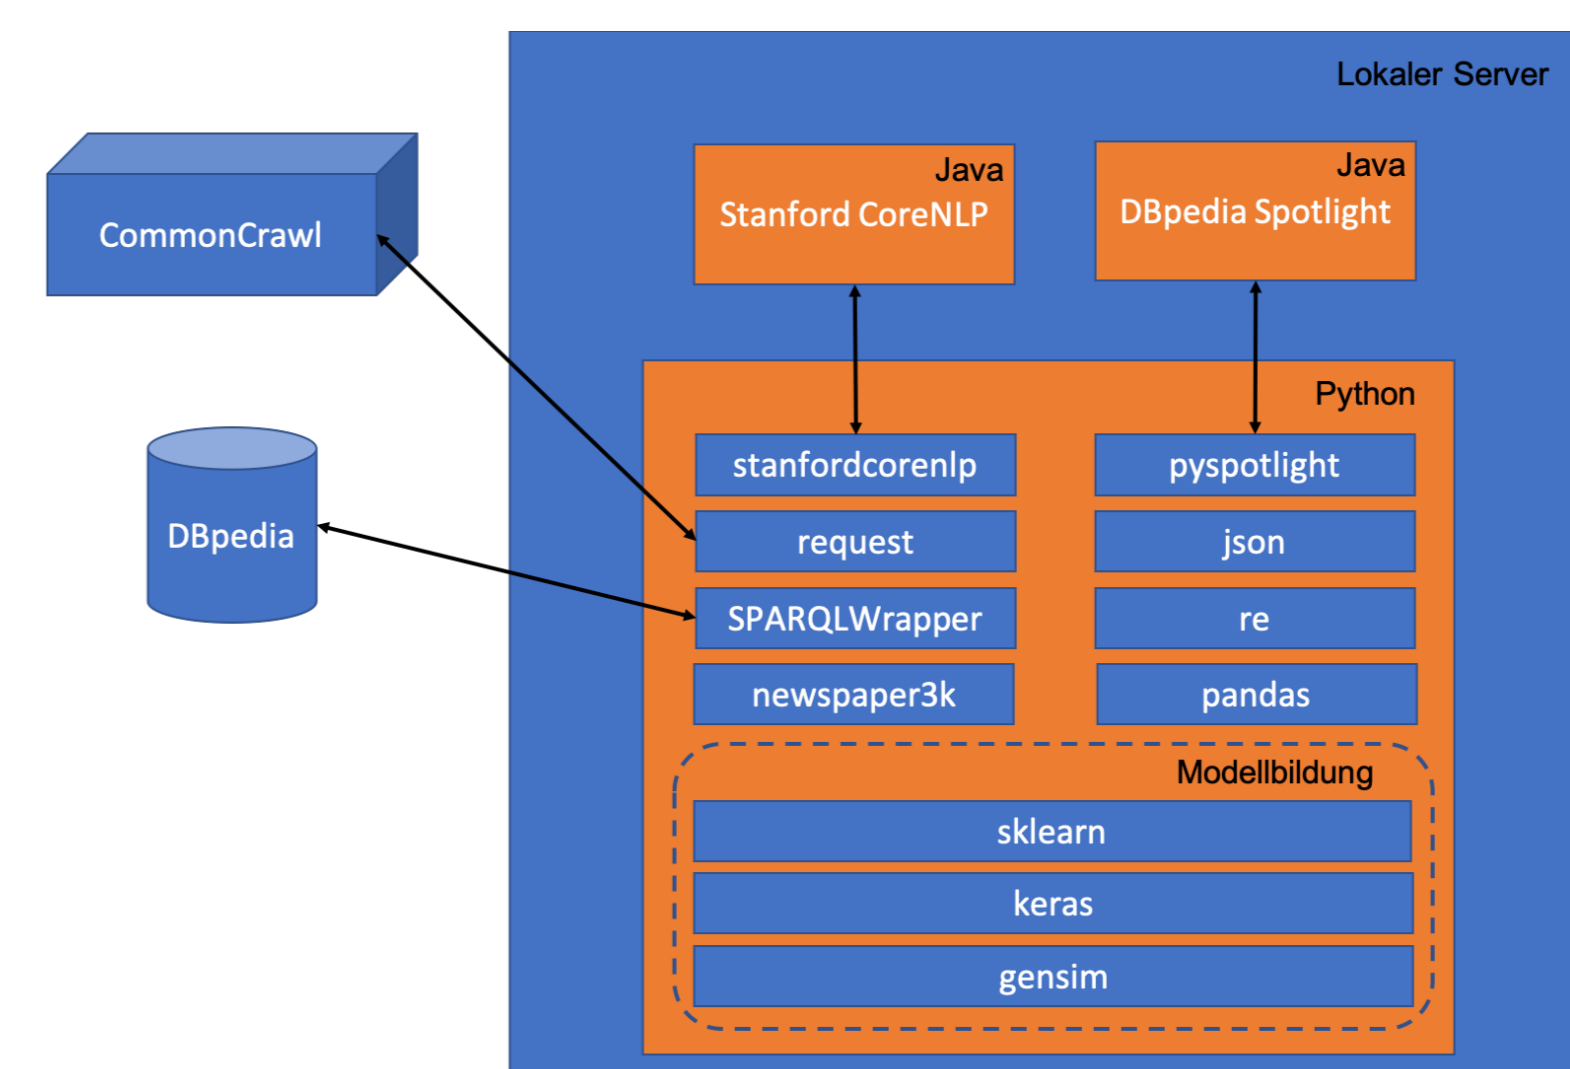 Lokaler Server
CommonCrawl
DBpedia
Java
Stanford CoreNLP
Java
DBpedia Spotlight
Python
stanfordcorenlp
pyspotlight
request
json
SPARQLWrapper
re
newspaper3k
pandas
Modellbildung
sklearn
keras
gensim